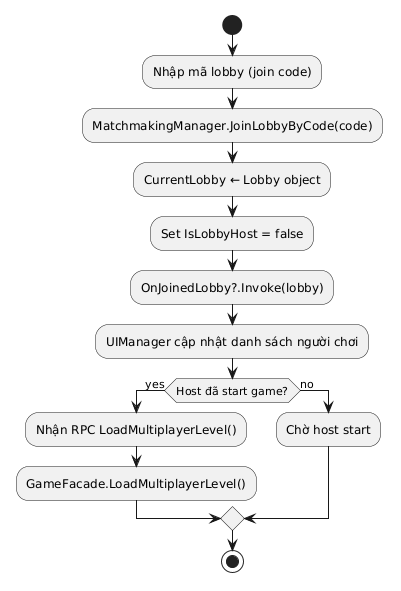 Nhập mã lobby (join code)
MatchmakingManager.JoinLobbyByCode(code)
CurrentLobby ← Lobby object
Set IsLobbyHost = false
OnJoinedLobby?.Invoke(lobby)
UIManager cập nhật danh sách người chơi
yes
Host đã start game?
no
Nhận RPC LoadMultiplayerLevel()
Chờ host start
GameFacade.LoadMultiplayerLevel()